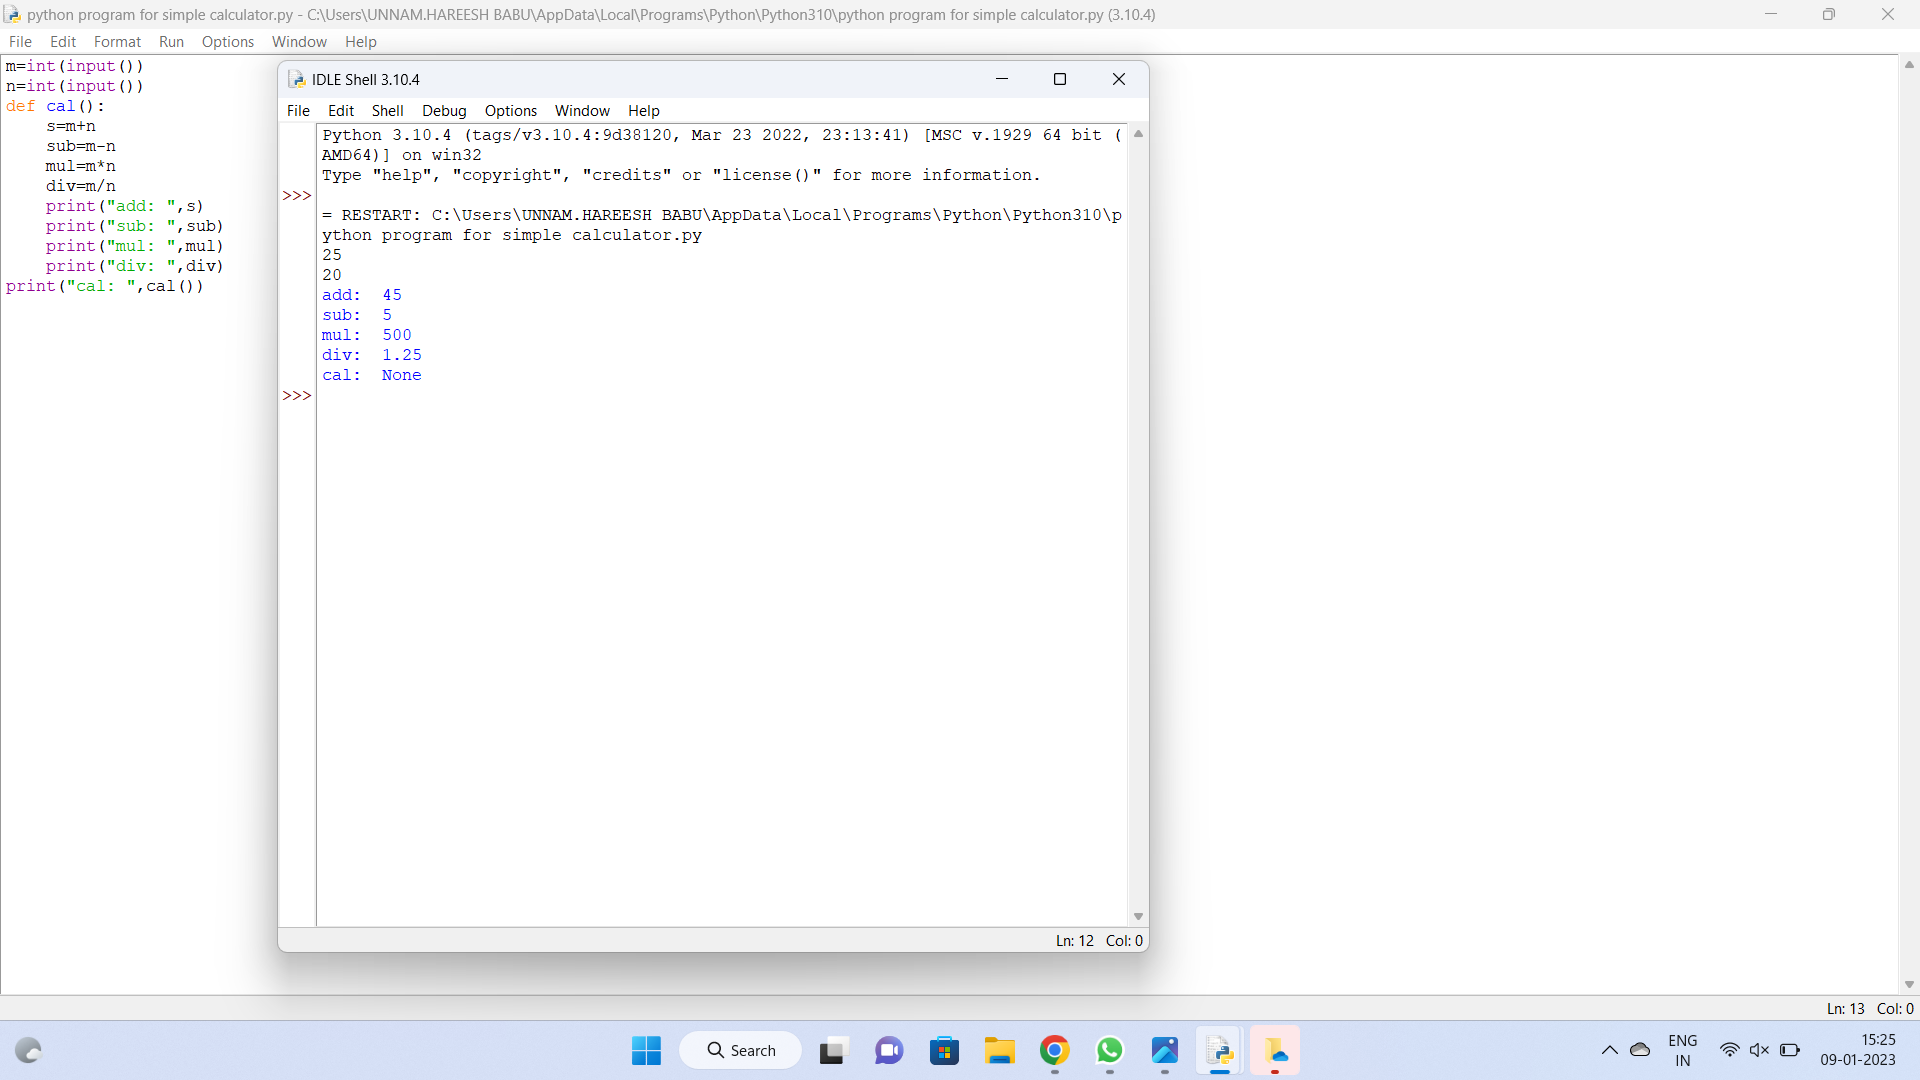 python program for simple calculator.py - C:\Users\UNNAM.HAREESH BABU\AppData\Local\Programs\Python\Python310\python program for simple calculator.py (3.10.4)
File Edit Format Run Options Window Help
m=int(input())
n=int(input())
def cal():
    s=m+n
    sub=m-n
    mul=m*n
    div=m/n
    print("add: ",s)
    print("sub: ",sub)
    print("mul: ",mul)
    print("div: ",div)
print("cal: ",cal())
IDLE Shell 3.10.4
File Edit Shell Debug Options Window Help
Python 3.10.4 (tags/v3.10.4:9d38120, Mar 23 2022, 23:13:41) [MSC v.1929 64 bit (
AMD64)] on win32
Type "help", "copyright", "credits" or "license()" for more information.
>>>
= RESTART: C:\Users\UNNAM.HAREESH BABU\AppData\Local\Programs\Python\Python310\p
ython program for simple calculator.py
25
20
add:  45
sub:  5
mul:  500
div:  1.25
cal:  None
>>>
Ln: 12 Col: 0
Ln: 13 Col: 0
Search
ENG
IN
15:25
09-01-2023